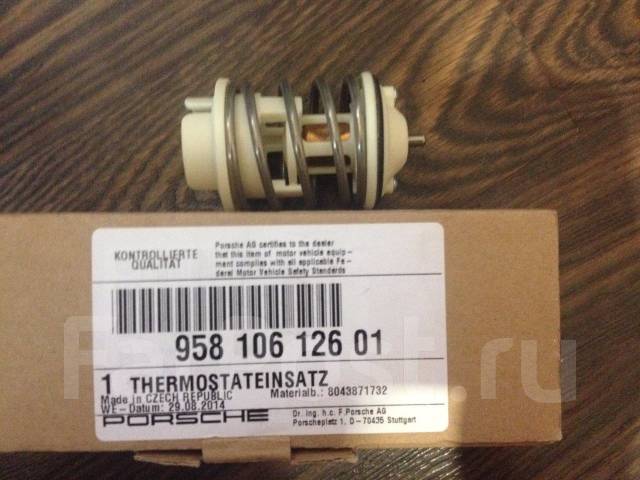 KONTROLLIERTE
QUALITÄT
Porsche AG certifies to the dealer
that this item of motor vehicle equip-
ment complies with all applicable Fe-
deral Motor Vehicle Safety Standards
958 106 126 01
1 THERMOSTATEINSATZ
Made in CZECH REPUBLIC Materialb.: 8043871732
WE-Datum: 29.08.2014
PORSCHE
Dr. Ing. h.c. F.Porsche AG
Porscheplatz 1, D-70435 Stuttgart